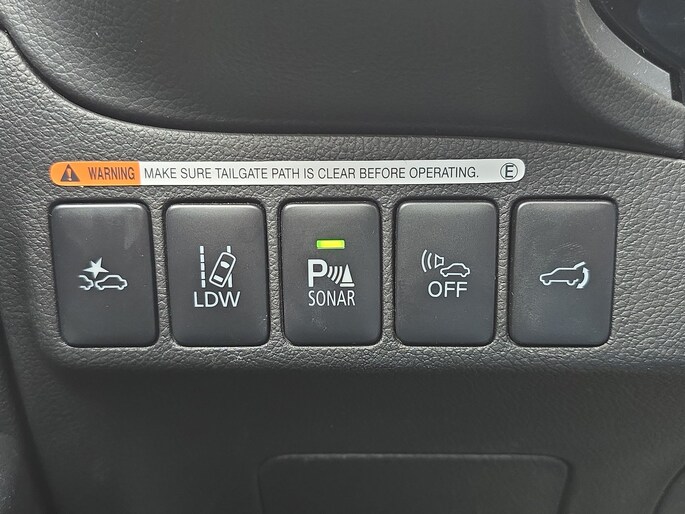 WARNING MAKE SURE TAILGATE PATH IS CLEAR BEFORE OPERATING. E
LDW
P
SONAR
OFF